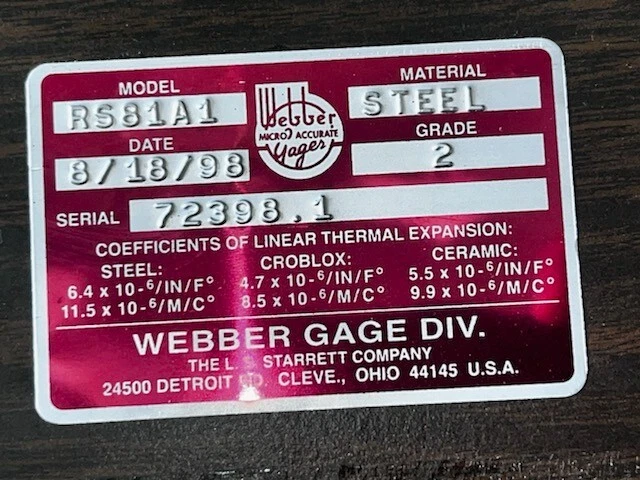 MODEL
RS81A1
DATE
8/18/98
Webber
MICRO ACCURATE
Gages
MATERIAL
STEEL
GRADE
2
SERIAL 72398.1
COEFFICIENTS OF LINEAR THERMAL EXPANSION:
STEEL: CROBLOX: CERAMIC:
6.4 x 10-6/IN/F° 4.7 x 10-6/IN/F° 5.5 x 10-6/IN/F°
11.5 x 10-6/M/C° 8.5 x 10-6/M/C° 9.9 x 10-6/M/C°
WEBBER GAGE DIV.
THE L. STARRETT COMPANY
24500 DETROIT CLEVE., OHIO 44145 U.S.A.